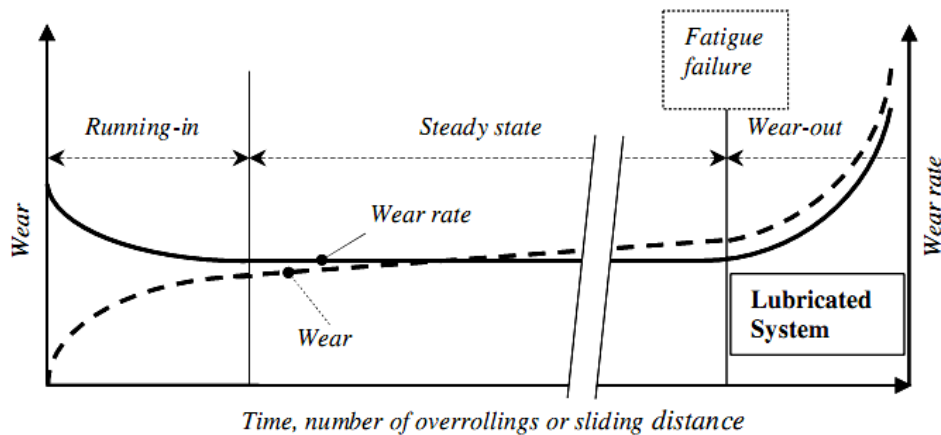 Fatigue
failure
Running-in
Steady state
Wear-out
Wear
Wear rate
Wear rate
Wear
Lubricated
System
Time, number of overrollings or sliding distance